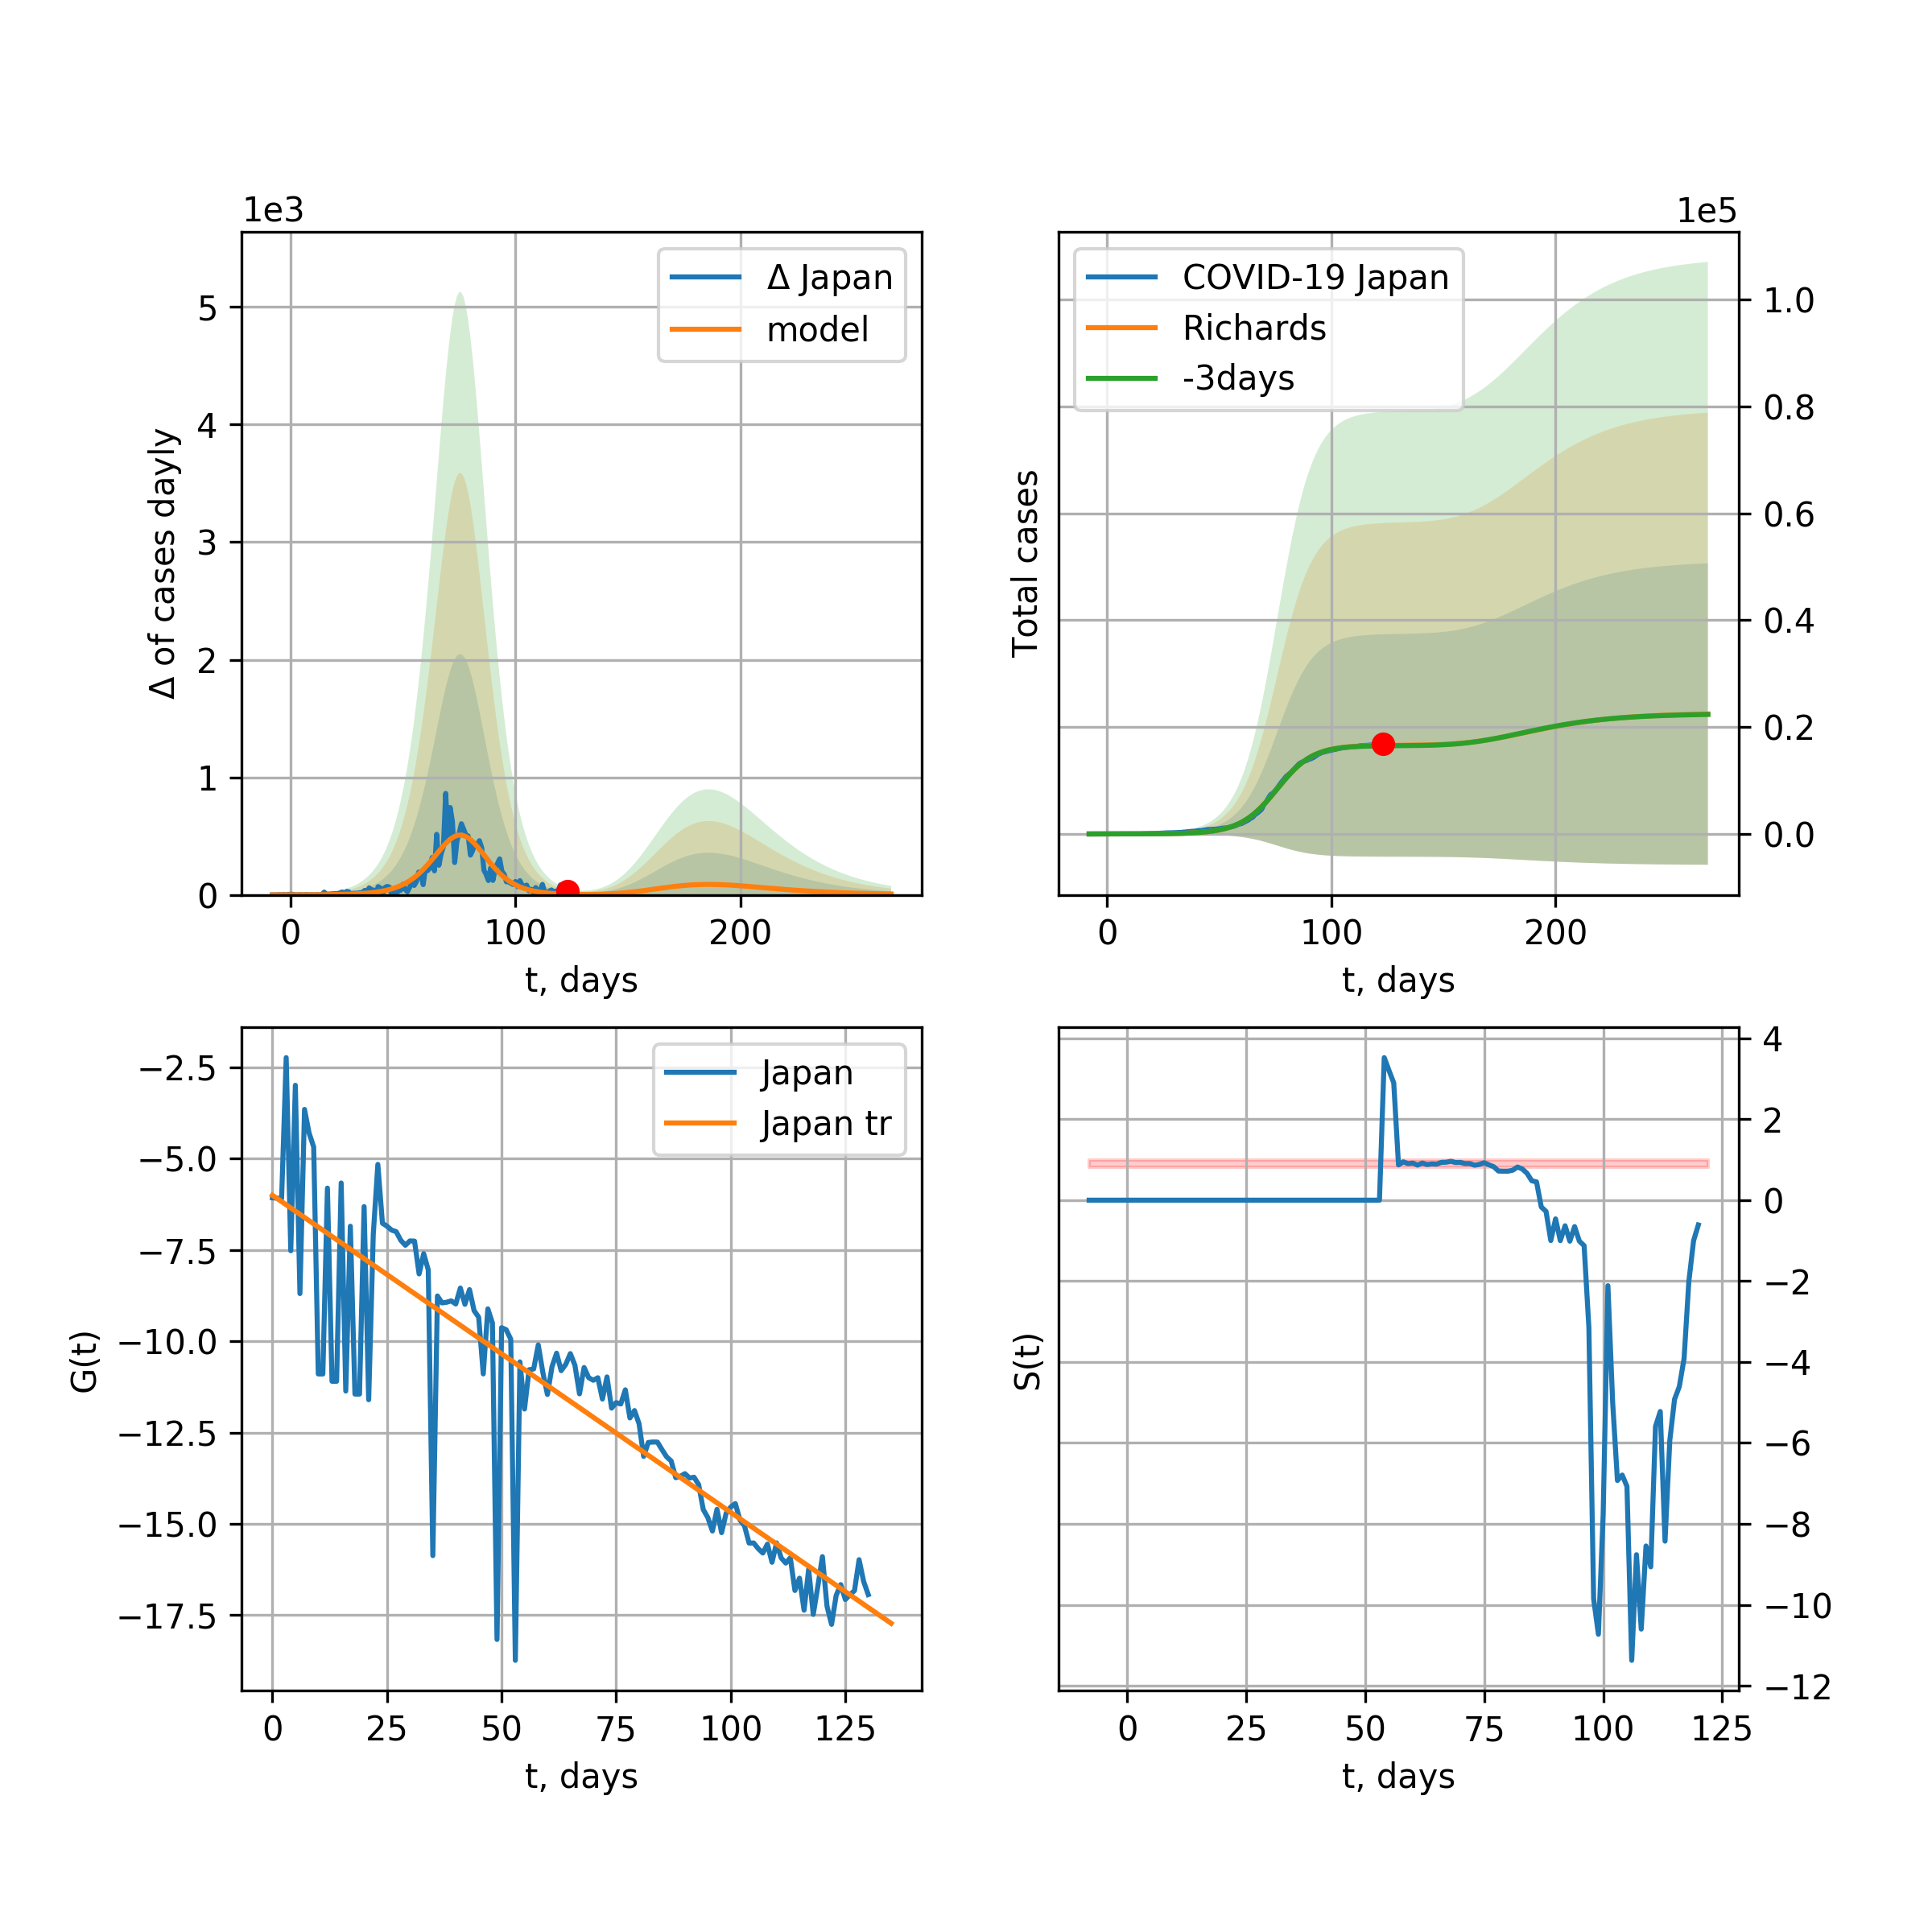 1e3
Δ of cases dayly
5
4
3
2
1
0
Δ Japan
model
0 100 200
t, days
1e5
Total cases
COVID-19 Japan
Richards
-3days
1.0
0.8
0.6
0.4
0.2
0.0
0 100 200
t, days
G(t)
−2.5
−5.0
−7.5
−10.0
−12.5
−15.0
−17.5
Japan
Japan tr
0 25 50 75 100 125
t, days
S(t)
4
2
0
−2
−4
−6
−8
−10
−12
0 25 50 75 100 125
t, days